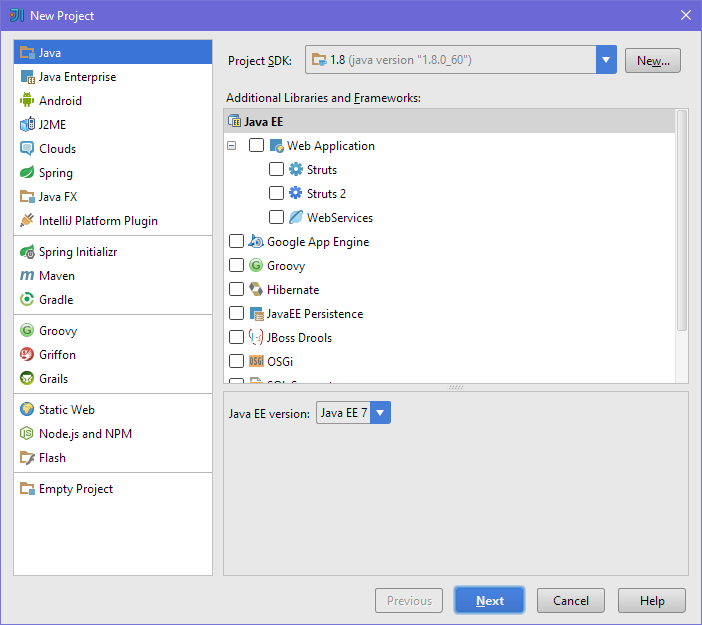 New Project
Java
Java Enterprise
Android
J2ME
Clouds
Spring
Java FX
IntelliJ Platform Plugin
Spring Initializr
Maven
Gradle
Groovy
Griffon
Grails
Static Web
Node.js and NPM
Flash
Empty Project
Project SDK: 1.8 (java version "1.8.0_60") New...
Additional Libraries and Frameworks:
Java EE
Web Application
Struts
Struts 2
WebServices
Google App Engine
Groovy
Hibernate
JavaEE Persistence
JBoss Drools
OSGi
Java EE version: Java EE 7
Previous Next Cancel Help